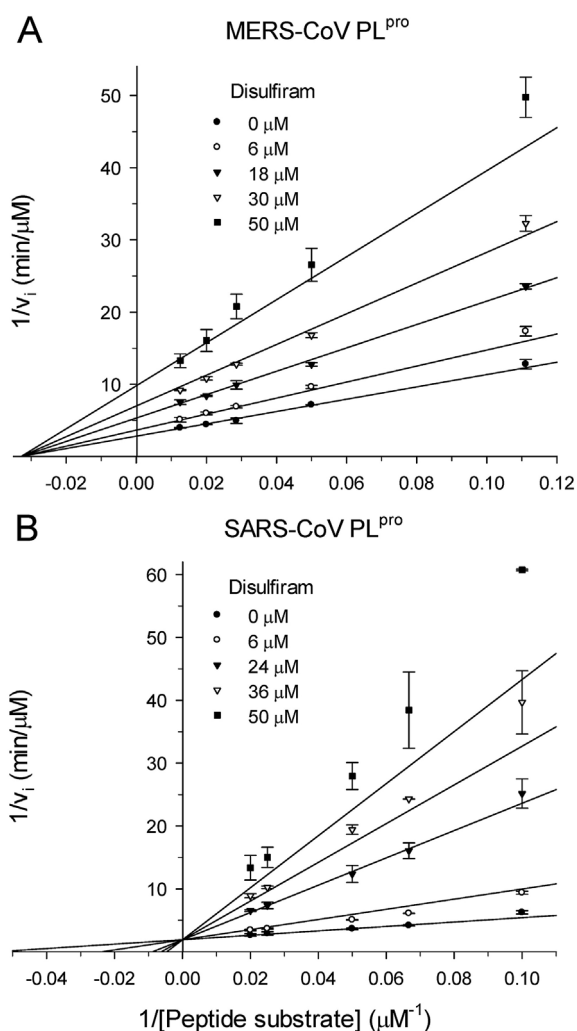 A
MERS-CoV PLpro
50
40
30
20
10
1/vi (min/μM)
Disulfiram
0 μM
6 μM
18 μM
30 μM
50 μM
-0.02 0.00 0.02 0.04 0.06 0.08 0.10 0.12
B
SARS-CoV PLpro
60
50
40
30
20
10
1/vi (min/μM)
Disulfiram
0 μM
6 μM
24 μM
36 μM
50 μM
-0.04 -0.02 0.00 0.02 0.04 0.06 0.08 0.10
1/[Peptide substrate] (μM-1)